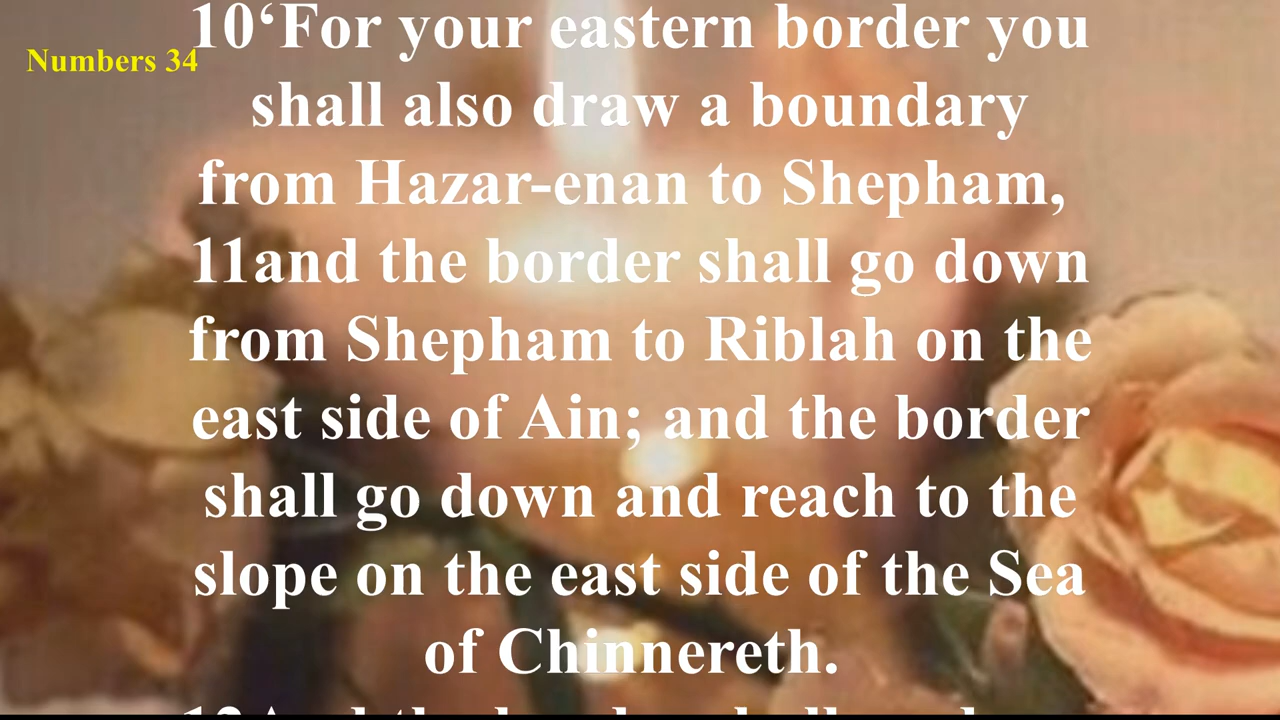 10‘For your eastern border you
Numbers 34
shall also draw a boundary
from Hazar-enan to Shepham,
11and the border shall go down
from Shepham to Riblah on the
east side of Ain; and the border
shall go down and reach to the
slope on the east side of the Sea
of Chinnereth.